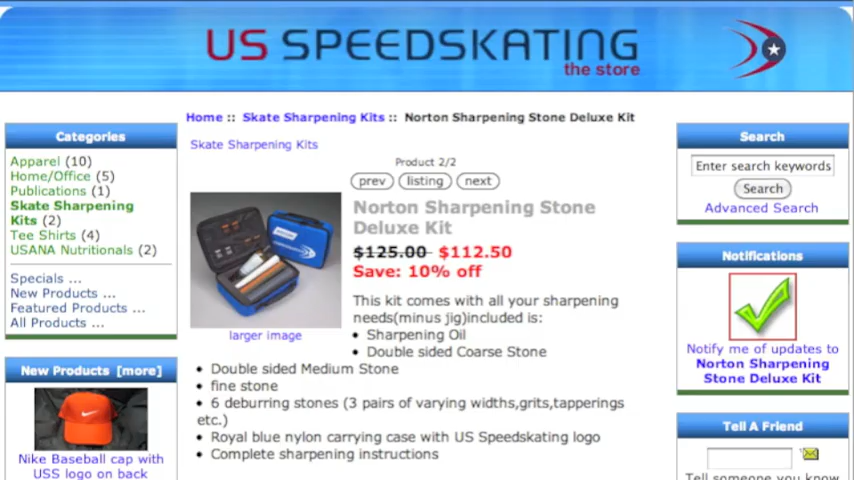 US SPEEDSKATING
the store
Home :: Skate Sharpening Kits :: Norton Sharpening Stone Deluxe Kit
Categories
Apparel (10)
Home/Office (5)
Publications (1)
Skate Sharpening
Kits (2)
Tee Shirts (4)
USANA Nutritionals (2)
Specials ...
New Products ...
Featured Products ...
All Products ...
New Products [more]
Nike Baseball cap with
USS logo on back
Skate Sharpening Kits
Product 2/2
prev listing next
Norton Sharpening Stone
Deluxe Kit
$125.00 $112.50
Save: 10% off
larger image
This kit comes with all your sharpening
needs(minus jig)included is:
• Sharpening Oil
• Double sided Coarse Stone
• Double sided Medium Stone
• fine stone
• 6 deburring stones (3 pairs of varying widths,grits,tapperings
etc.)
• Royal blue nylon carrying case with US Speedskating logo
• Complete sharpening instructions
Search
Enter search keywords
Search
Advanced Search
Notifications
Notify me of updates to
Norton Sharpening
Stone Deluxe Kit
Tell A Friend
Tell someone you know